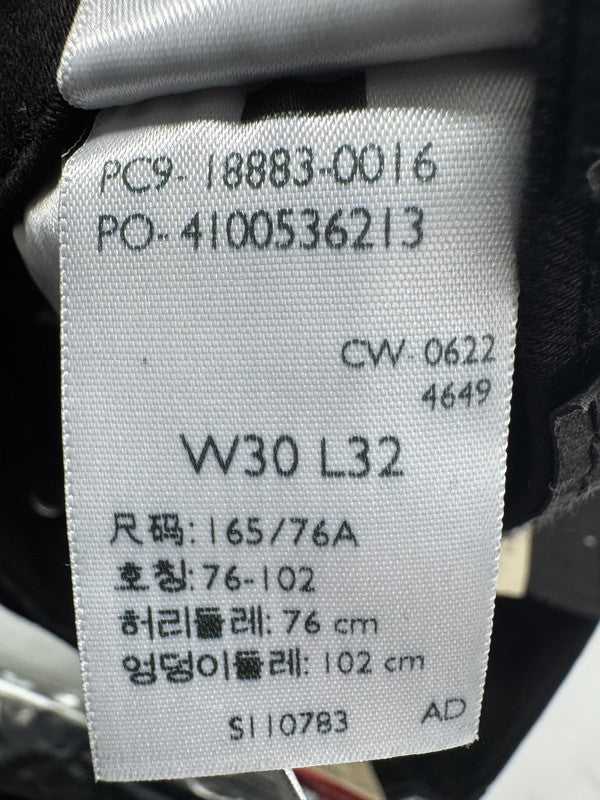 PC9-18883-0016
PO-4100536213
CW-0622
4649
W30 L32
尺码: 165/76A
호칭: 76-102
허리둘레: 76 cm
엉덩이둘레: 102 cm
S110783 AD